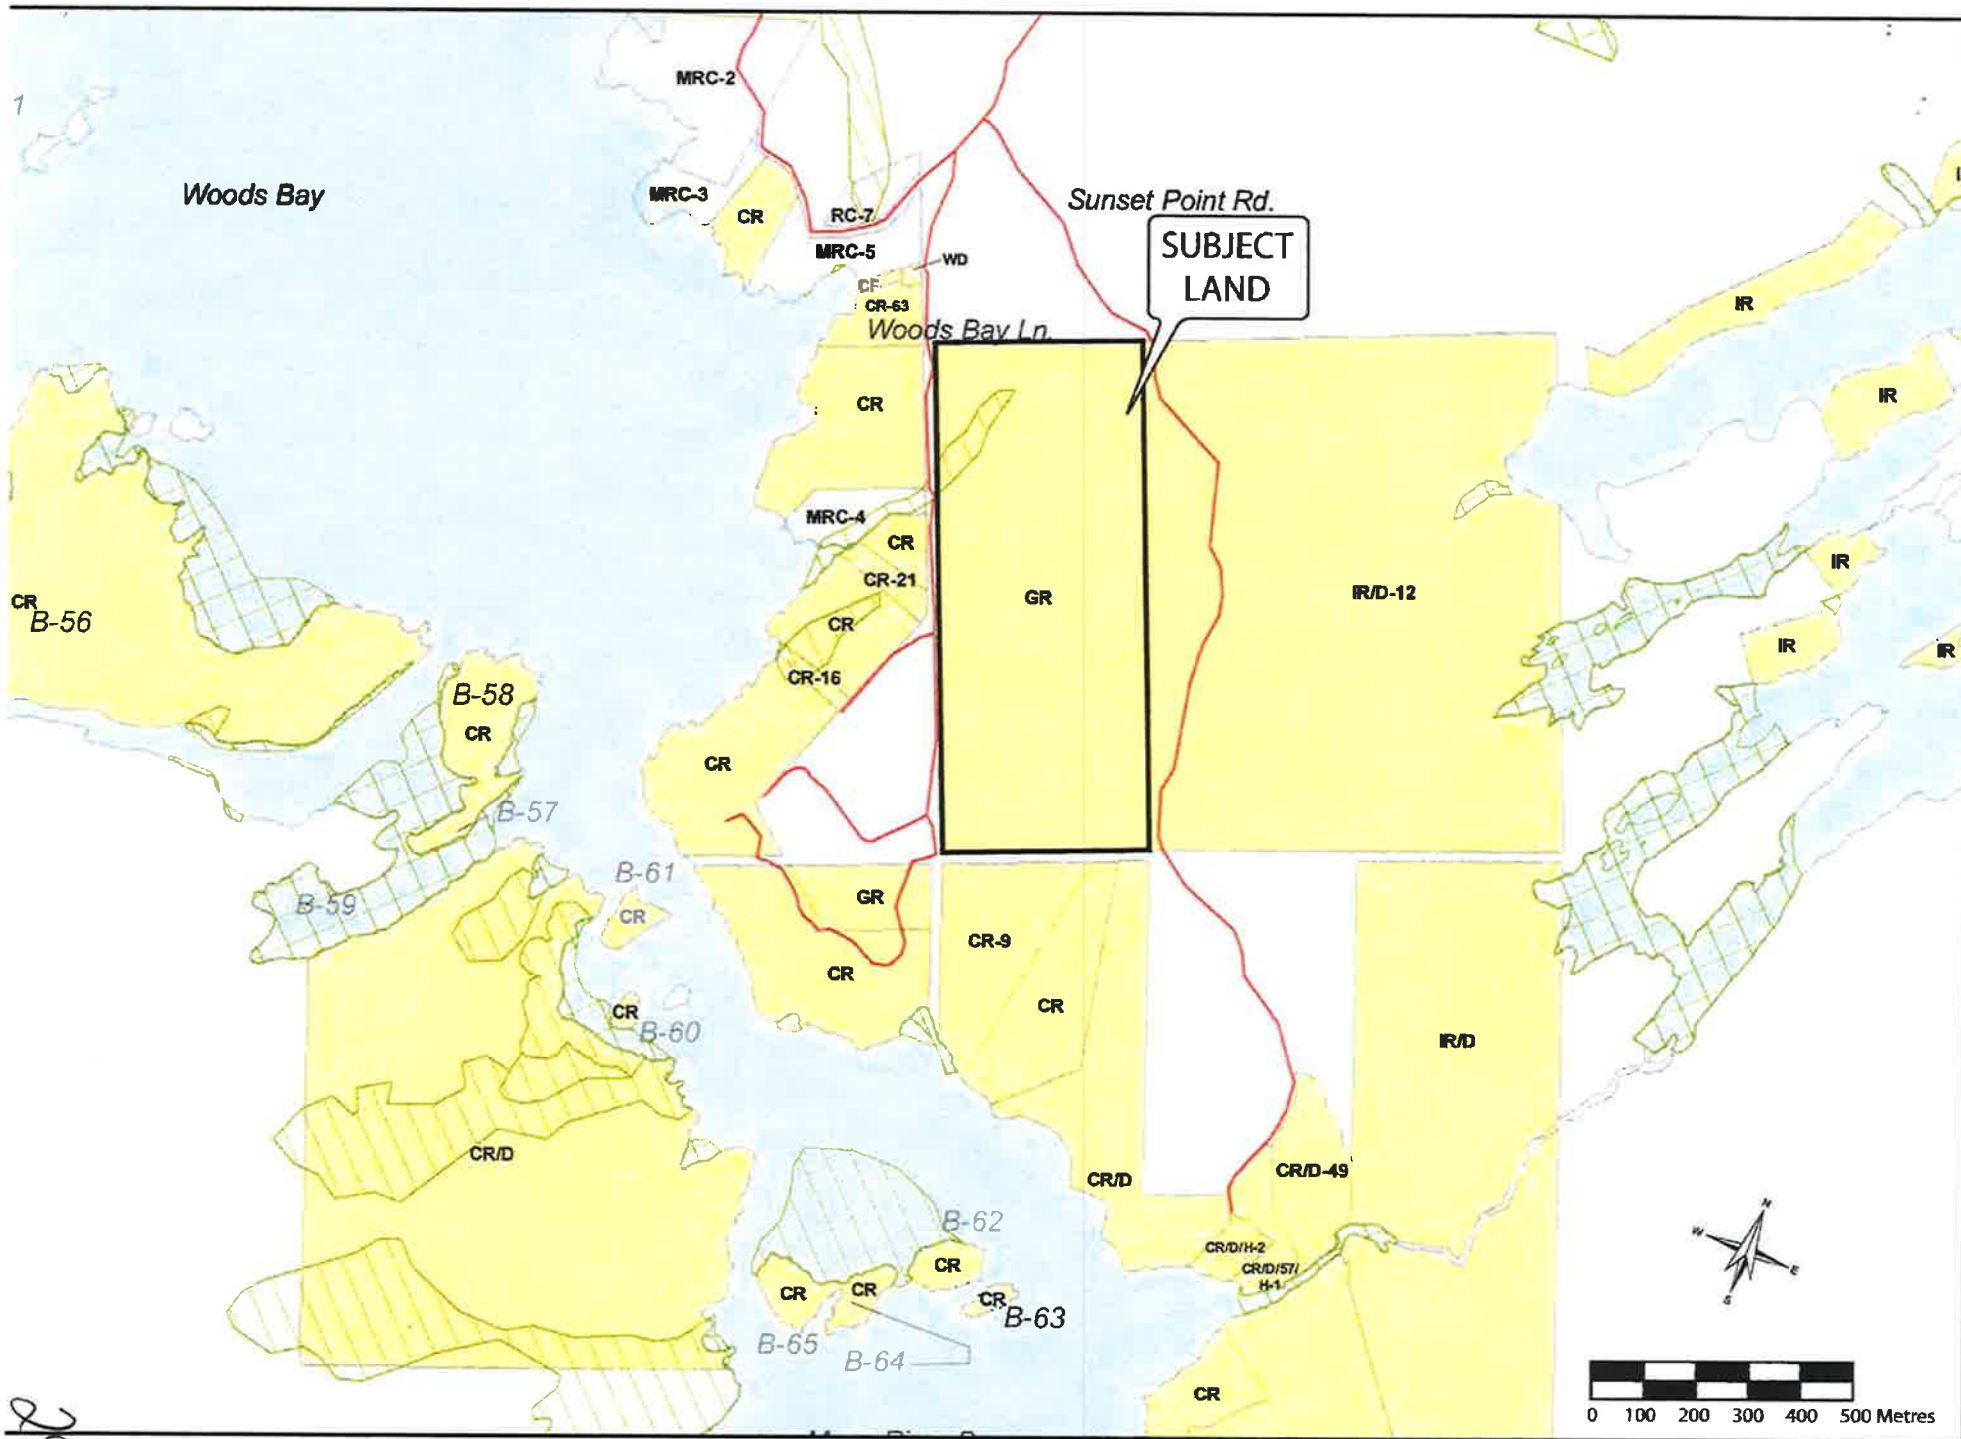 MRC-2
1
Woods Bay
MRC-3
CR
RC-7
Sunset Point Rd.
MRC-5
WD
SUBJECT
LAND
CR-63
IR
Woods Bay Ln.
CR
IR
MRC-4
CR
CR-21
IR
CR
B-56
GR
IR/D-12
CR
IR
IR
CR-16
B-58
CR
CR
B-57
B-61
CR
B-59
GR
CR-9
CR
CR
CR
B-60
IR/D
CR/D
CR/D
CR/D-49
B-62
CR/D/H-2
CR
CR/D/57/
H-1
CR
CR
CR
B-63
B-65
B-64
CR
N
W
E
S
0 100 200 300 400 500 Metres